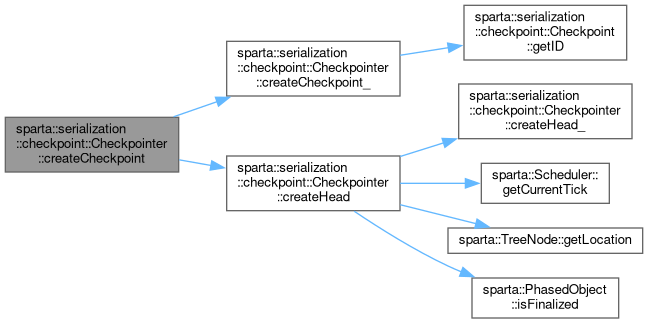 sparta::serialization
::checkpoint::Checkpointer
::createCheckpoint
sparta::serialization
::checkpoint::Checkpointer
::createCheckpoint_
sparta::serialization
::checkpoint::Checkpoint
::getID
sparta::serialization
::checkpoint::Checkpointer
::createHead
sparta::serialization
::checkpoint::Checkpointer
::createHead_
sparta::Scheduler::
getCurrentTick
sparta::TreeNode::getLocation
sparta::PhasedObject
::isFinalized